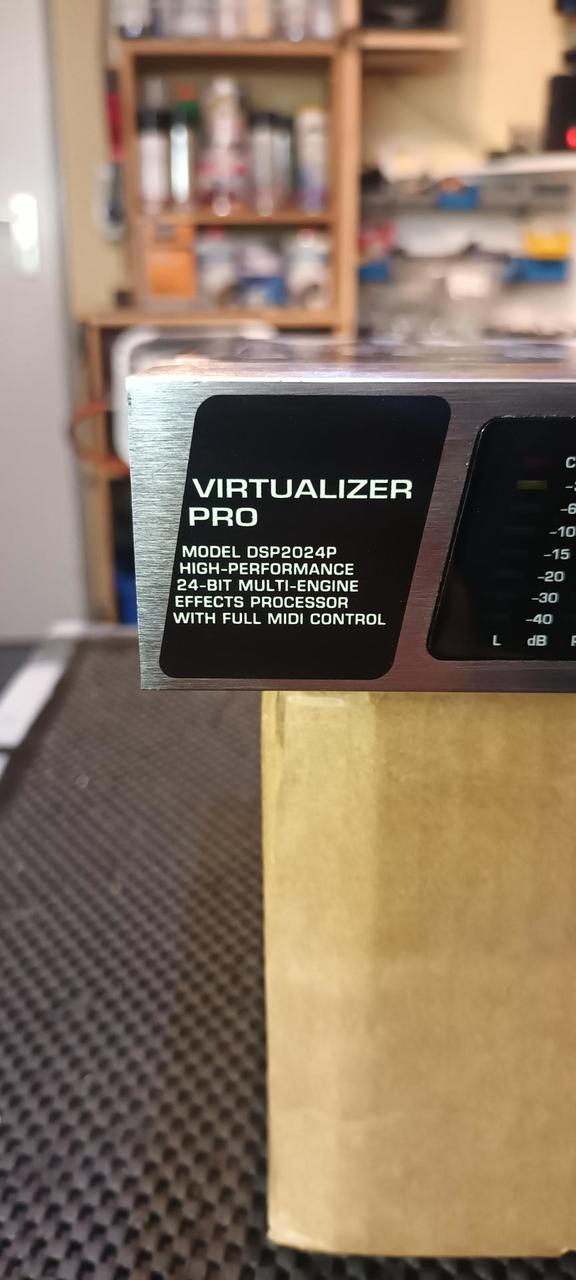 VIRTUALIZER
PRO
MODEL DSP2024P
HIGH-PERFORMANCE
24-BIT MULTI-ENGINE
EFFECTS PROCESSOR
WITH FULL MIDI CONTROL
-10
-15
-20
-30
-40
L dB